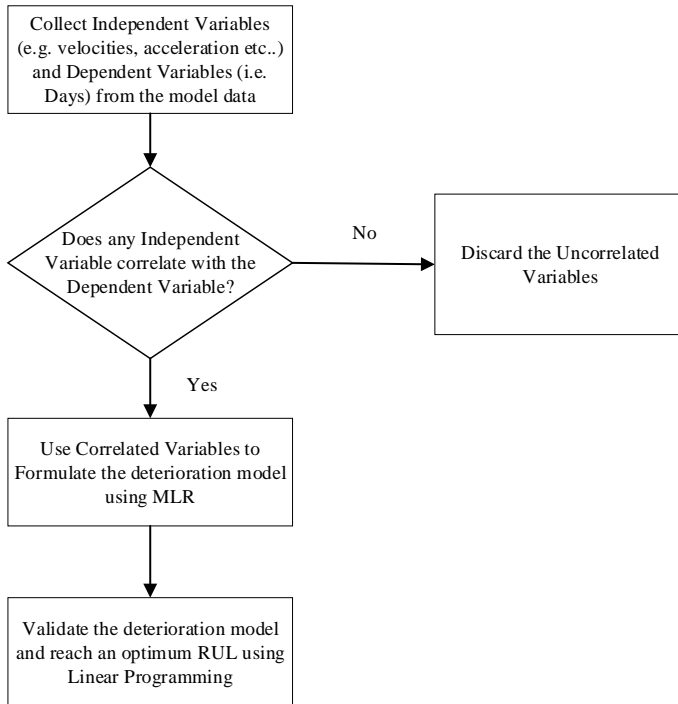 Collect Independent Variables
(e.g. velocities, acceleration etc..)
and Dependent Variables (i.e.
Days) from the model data
Does any Independent
Variable correlate with the
Dependent Variable?
No
Discard the Uncorrelated
Variables
Yes
Use Correlated Variables to
Formulate the deterioration model
using MLR
Validate the deterioration model
and reach an optimum RUL using
Linear Programming